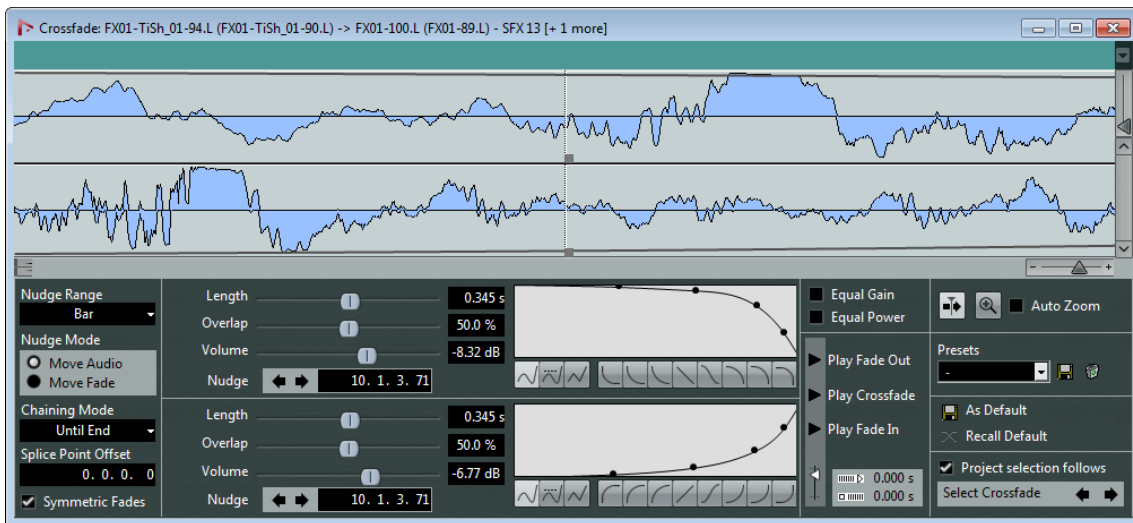 Crossfade: FX01-TiSh_01-94.L (FX01-TiSh_01-90.L) -> FX01-100.L (FX01-89.L) - SFX 13 [+ 1 more]
Nudge Range
Bar
Nudge Mode
Move Audio
Move Fade
Chaining Mode
Until End
Splice Point Offset
0. 0. 0. 0
Symmetric Fades
Length 0.345 s
Overlap 50.0 %
Volume -8.32 dB
Nudge 10. 1. 3. 71
Length 0.345 s
Overlap 50.0 %
Volume -6.77 dB
Nudge 10. 1. 3. 71
Equal Gain
Equal Power
Play Fade Out
Play Crossfade
Play Fade In
0.000 s
0.000 s
Auto Zoom
Presets
-
As Default
Recall Default
Project selection follows
Select Crossfade